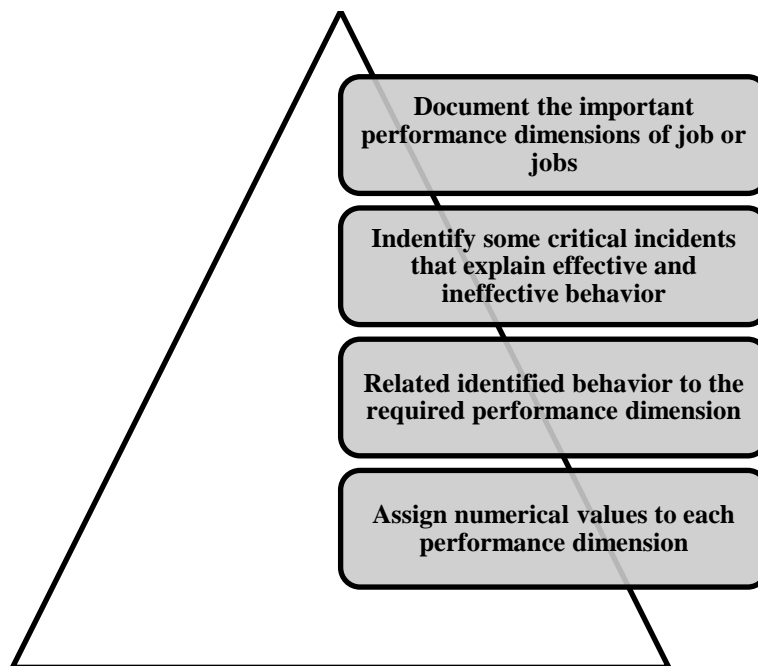 Document the important
performance dimensions of job or
jobs
Indentify some critical incidents
that explain effective and
ineffective behavior
Related identified behavior to the
required performance dimension
Assign numerical values to each
performance dimension